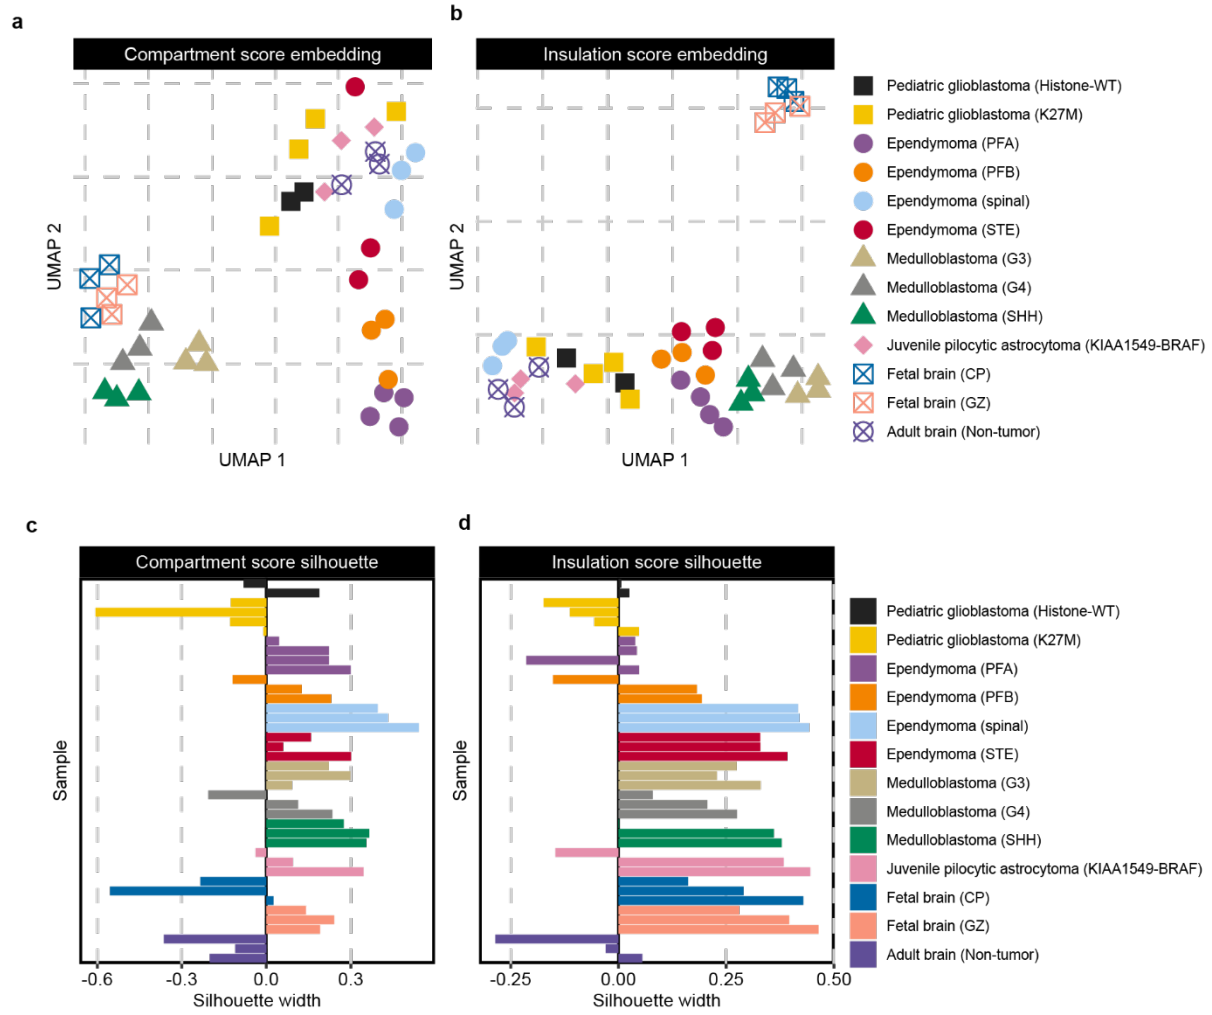 a
b
Compartment score embedding
Insulation score embedding
UMAP 2
UMAP 1
UMAP 2
UMAP 1
Pediatric glioblastoma (Histone-WT)
Pediatric glioblastoma (K27M)
Ependymoma (PFA)
Ependymoma (PFB)
Ependymoma (spinal)
Ependymoma (STE)
Medulloblastoma (G3)
Medulloblastoma (G4)
Medulloblastoma (SHH)
Juvenile pilocytic astrocytoma (KIAA1549-BRAF)
Fetal brain (CP)
Fetal brain (GZ)
Adult brain (Non-tumor)
c
d
Compartment score silhouette
Insulation score silhouette
Sample
-0.6 -0.3 0.0 0.3
Silhouette width
Sample
-0.25 0.00 0.25 0.50
Silhouette width
Pediatric glioblastoma (Histone-WT)
Pediatric glioblastoma (K27M)
Ependymoma (PFA)
Ependymoma (PFB)
Ependymoma (spinal)
Ependymoma (STE)
Medulloblastoma (G3)
Medulloblastoma (G4)
Medulloblastoma (SHH)
Juvenile pilocytic astrocytoma (KIAA1549-BRAF)
Fetal brain (CP)
Fetal brain (GZ)
Adult brain (Non-tumor)